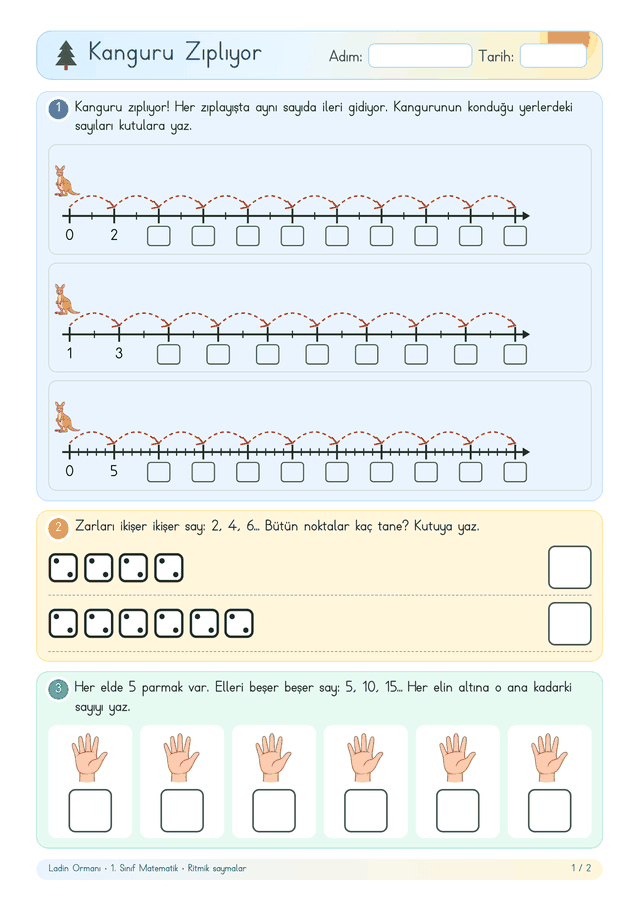 Kanguru Zıplıyor
Adım:
Tarih:
1
Kanguru zıplıyor! Her zıplayışta aynı sayıda ileri gidiyor. Kangurunun konduğu yerlerdeki
sayıları kutulara yaz.
0 2
1 3
0 5
2
Zarları ikişer ikişer say: 2, 4, 6... Bütün noktalar kaç tane? Kutuya yaz.
3
Her elde 5 parmak var. Elleri beşer beşer say: 5, 10, 15... Her elin altına o ana kadarki
sayıyı yaz.
Ladin Ormanı • 1. Sınıf Matematik • Ritmik saymalar
1 / 2